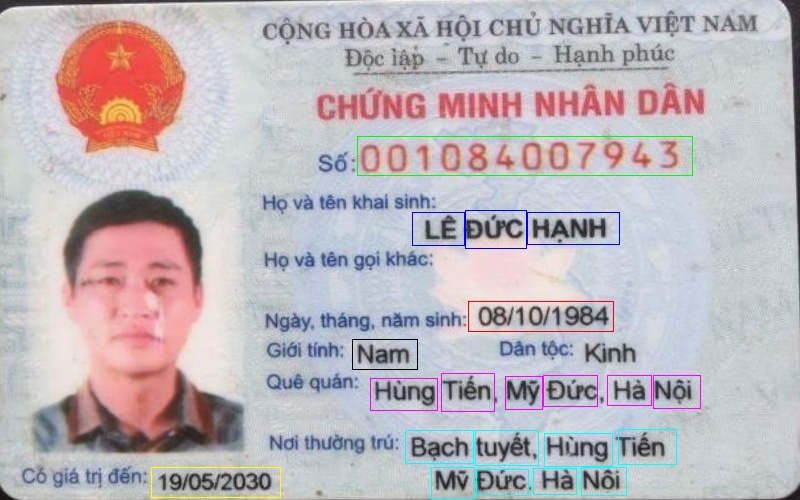 CỘNG HÒA XÃ HỘI CHỦ NGHĨA VIỆT NAM
Độc lập - Tự do - Hạnh phúc
CHỨNG MINH NHÂN DÂN
Số: 001084007943
Họ và tên khai sinh:
LÊ ĐỨC HẠNH
Họ và tên gọi khác:
Ngày, tháng, năm sinh: 08/10/1984
Giới tính: Nam Dân tộc: Kinh
Quê quán: Hùng Tiến, Mỹ Đức, Hà Nội
Nơi thường trú: Bạch tuyết, Hùng Tiến
Mỹ Đức, Hà Nội
Có giá trị đến: 19/05/2030